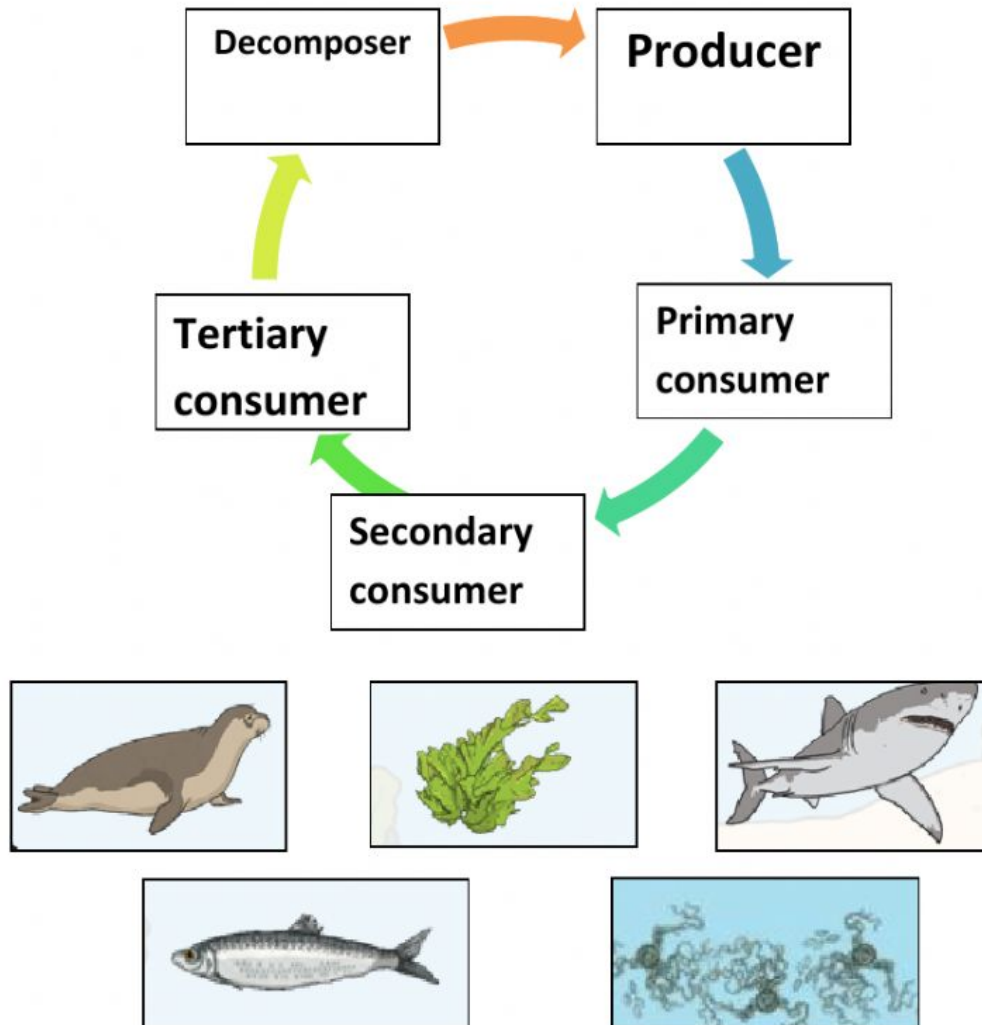 Decomposer
Producer
Tertiary
consumer
Primary
consumer
Secondary
consumer